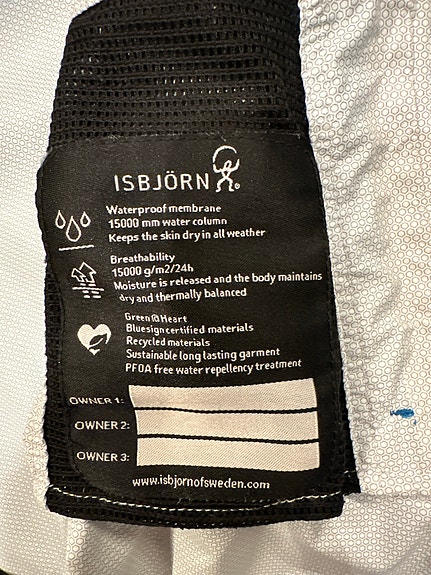 ISBJÖRN
Waterproof membrane
15000 mm water column
Keeps the skin dry in all weather
Breathability
15000 g/m2/24h
Moisture is released and the body maintains
dry and thermally balanced
Green@Heart
Bluesign certified materials
Recycled materials
Sustainable long lasting garment
PFOA free water repellency treatment
OWNER 1:
OWNER 2:
OWNER 3:
www.isbjornofsweden.com